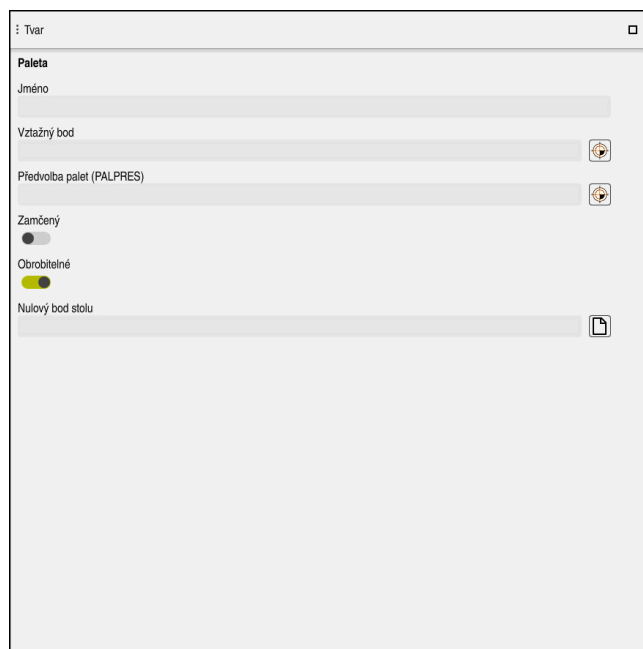 Tvar
Paleta
Jméno
Vztažný bod
Předvolba palet (PALPRES)
Zamčený
Obrobitelné
Nulový bod stolu